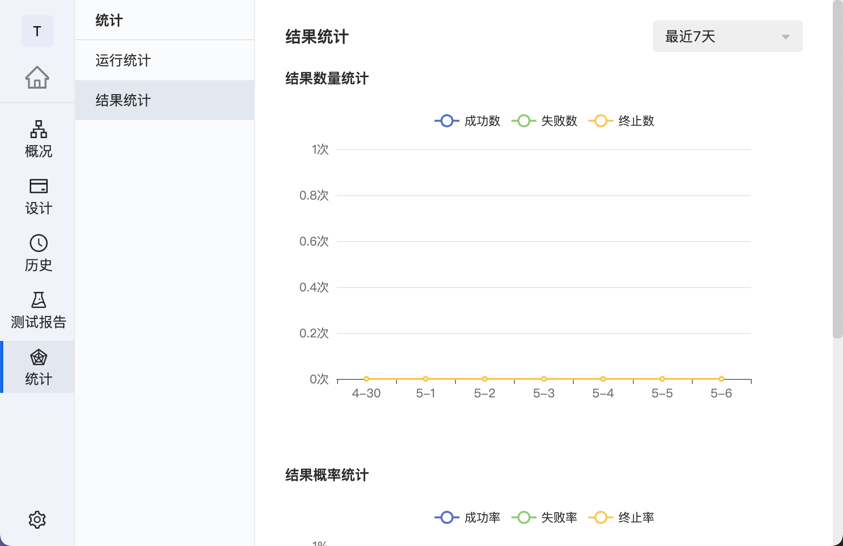 T
概况
设计
历史
测试报告
统计
统计
运行统计
结果统计
结果统计
最近7天
结果数量统计
成功数 失败数 终止数
1次
0.8次
0.6次
0.4次
0.2次
0次
4-30 5-1 5-2 5-3 5-4 5-5 5-6
结果概率统计
成功率 失败率 终止率
1%